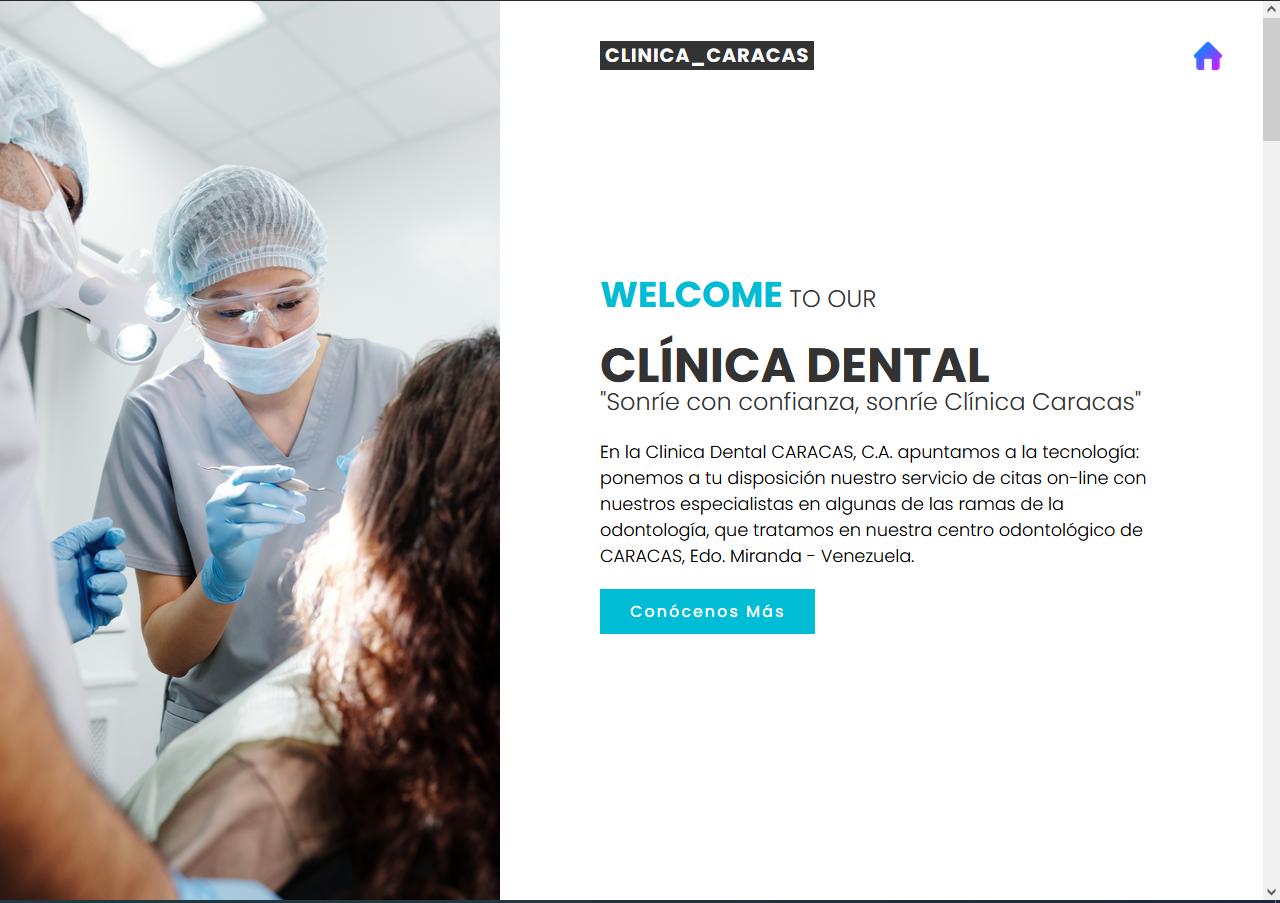 CLINICA_CARACAS
WELCOME TO OUR
CLÍNICA DENTAL
"Sonríe con confianza, sonríe Clínica Caracas"
En la Clinica Dental CARACAS, C.A. apuntamos a la tecnología:
ponemos a tu disposición nuestro servicio de citas on-line con
nuestros especialistas en algunas de las ramas de la
odontología, que tratamos en nuestra centro odontológico de
CARACAS, Edo. Miranda - Venezuela.
Conócenos Más